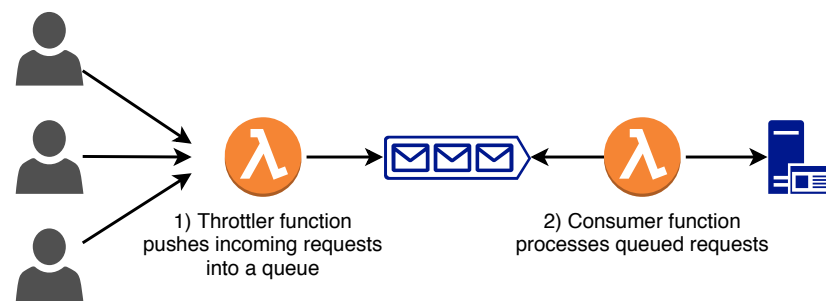 1) Throttler function
pushes incoming requests
into a queue
2) Consumer function
processes queued requests